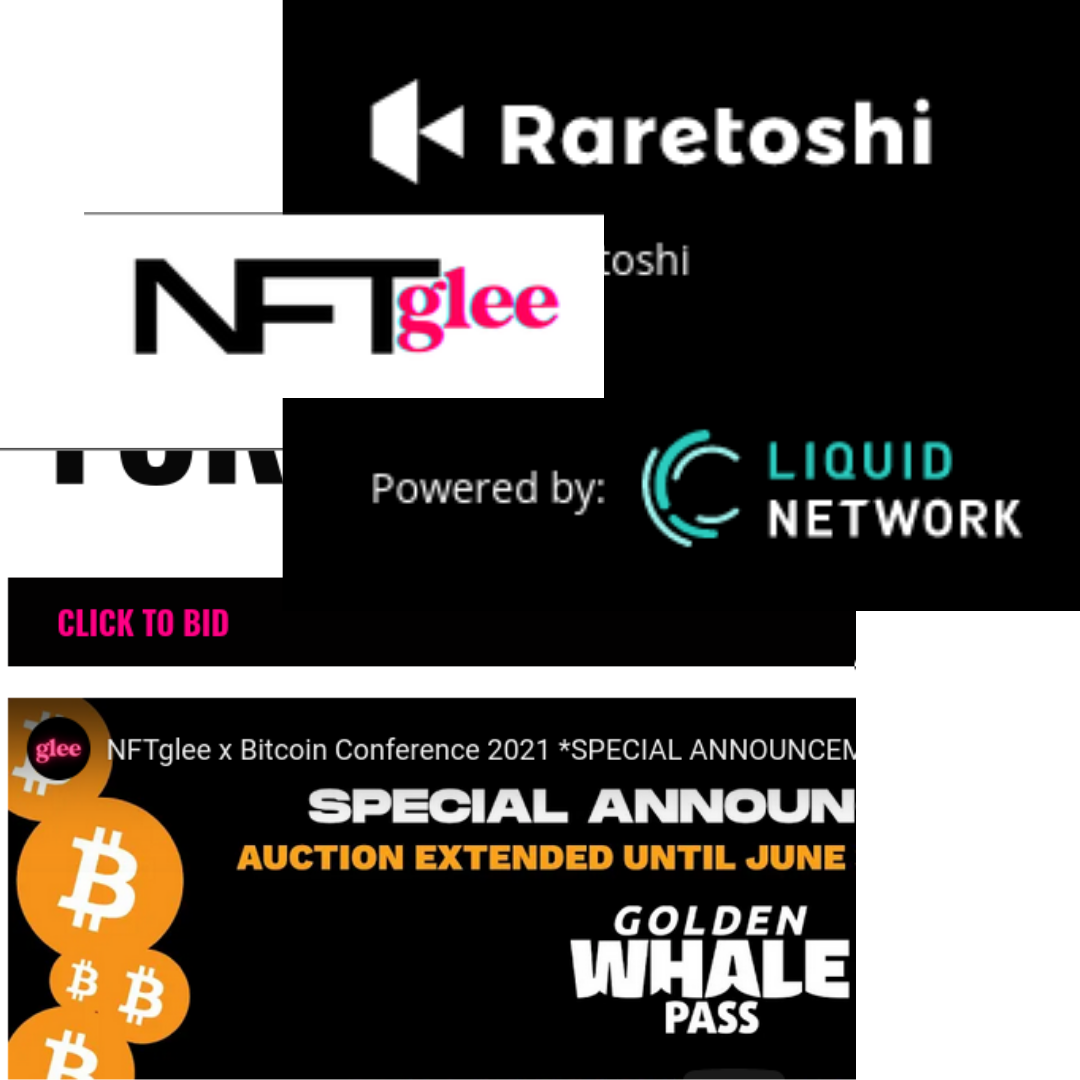 Raretoshi
toshi
NFTglee
Powered by:
LIQUID
NETWORK
CLICK TO BID
glee
NFTglee x Bitcoin Conference 2021 *SPECIAL ANNOUNCEM
SPECIAL ANNOUN
AUCTION EXTENDED UNTIL JUNE
GOLDEN
WHALE
PASS